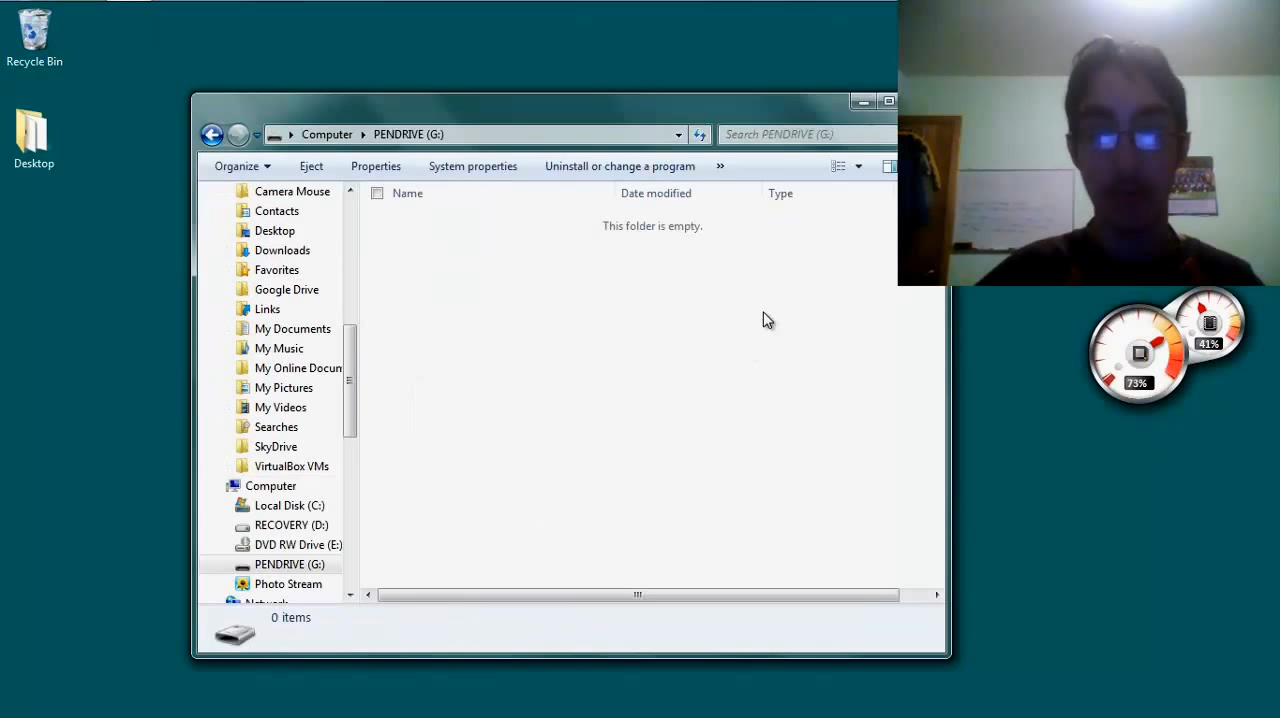 Recycle Bin
Desktop
Computer PENDRIVE (G:)
Search PENDRIVE (G:)
Organize Eject Properties System properties Uninstall or change a program »
Name Date modified Type
This folder is empty.
Camera Mouse
Contacts
Desktop
Downloads
Favorites
Google Drive
Links
My Documents
My Music
My Online Docum
My Pictures
My Videos
Searches
SkyDrive
VirtualBox VMs
Computer
Local Disk (C:)
RECOVERY (D:)
DVD RW Drive (E:)
PENDRIVE (G:)
Photo Stream
Network
0 items
73%
41%